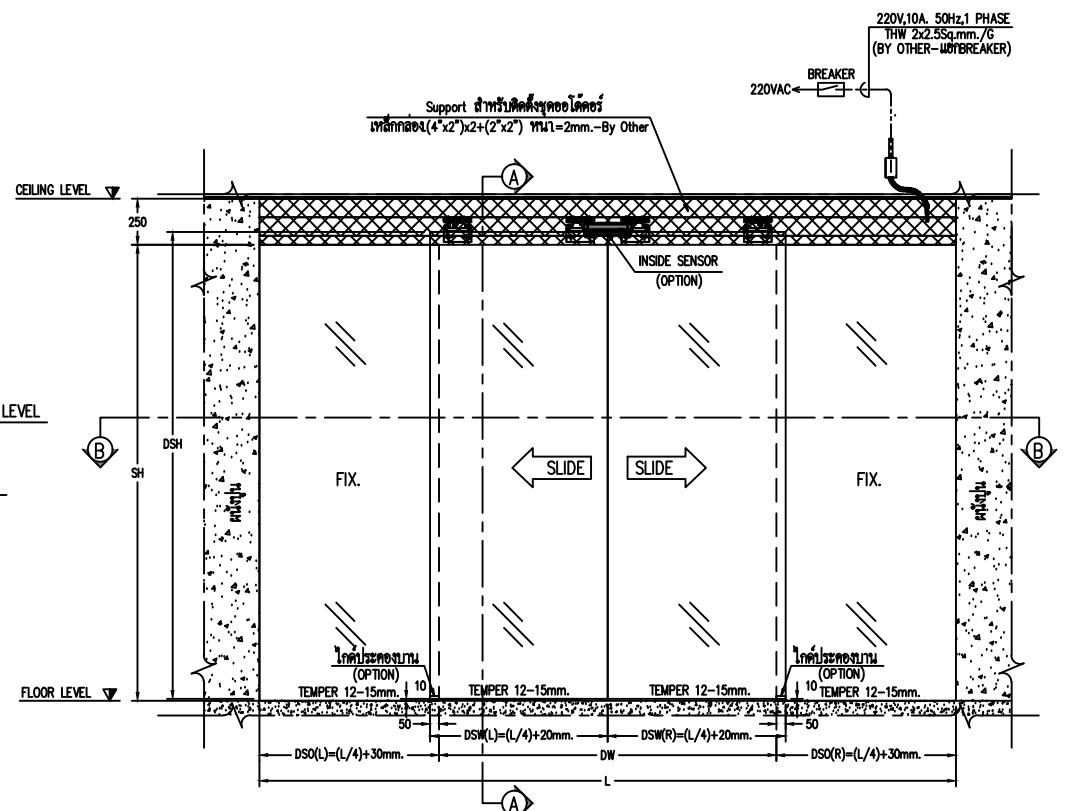 220V,10A. 50Hz,1 PHASE
THW 2x2.5Sq.mm./G
(BY OTHER-แยกBREAKER)
BREAKER
220VAC
Support สำหรับติดตั้งชุดออโต้ดอร์
เหล็กกล่อง(4"x2")x2+(2"x2") หนา=2mm.-By Other
A
CEILING LEVEL
250
INSIDE SENSOR
(OPTION)
LEVEL
B
B
DSH
SH
SLIDE
SLIDE
FIX.
FIX.
ผนังปูน
ผนังปูน
ไกด์ประคองบาน
(OPTION)
ไกด์ประคองบาน
(OPTION)
FLOOR LEVEL
TEMPER 12-15mm.
10
TEMPER 12-15mm.
TEMPER 12-15mm.
10
TEMPER 12-15mm.
50
50
DSW(L)=(L/4)+20mm.
DSW(R)=(L/4)+20mm.
DSO(L)=(L/4)+30mm.
DW
DSO(R)=(L/4)+30mm.
L
A